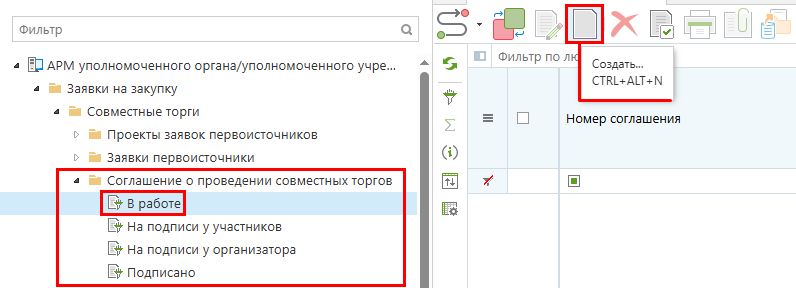 Фильтр
АРМ уполномоченного органа/уполномоченного учре...
Заявки на закупку
Совместные торги
Проекты заявок первоисточников
Заявки первоисточники
Соглашение о проведении совместных торгов
В работе
На подписи у участников
На подписи у организатора
Подписано
Фильтр по лю
Создать...
CTRL+ALT+N
Номер соглашения